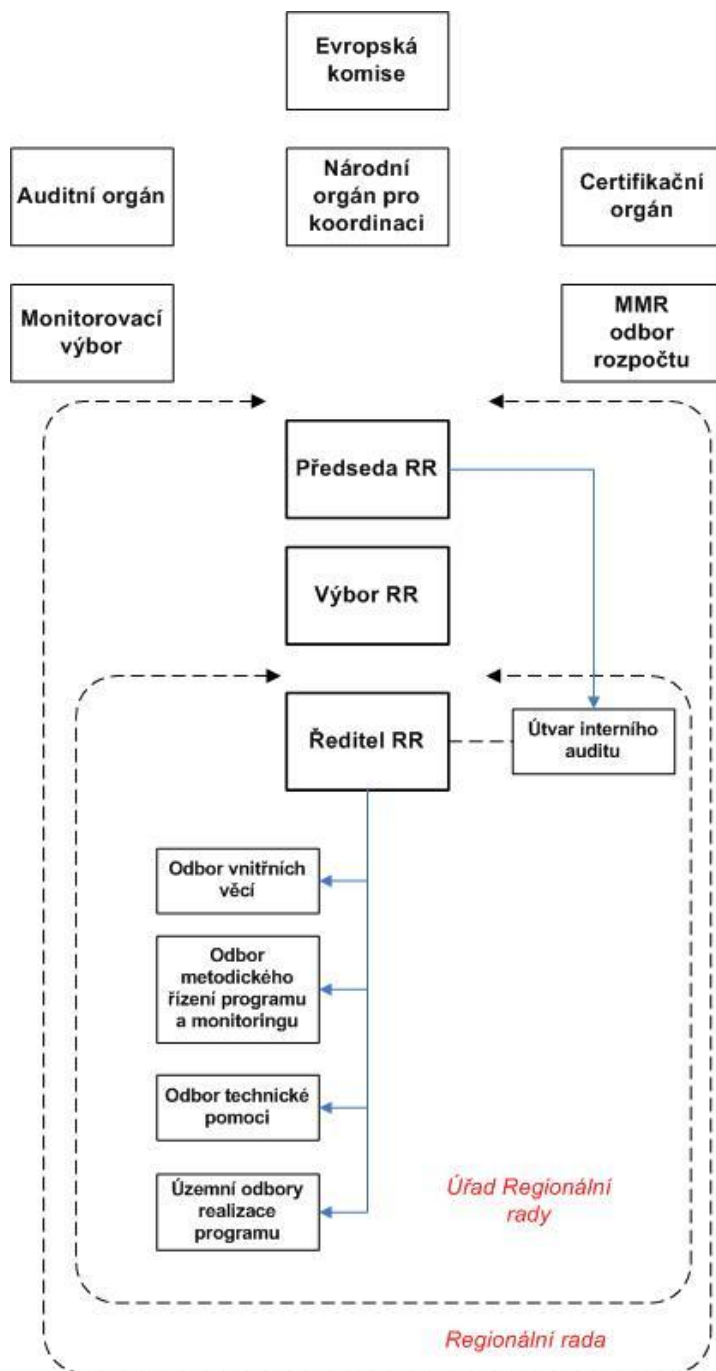 Evropská
komise
Auditní orgán
Národní
orgán pro
koordinaci
Certifikační
orgán
Monitorovací
výbor
MMR
odbor
rozpočtu
Předseda RR
Výbor RR
Ředitel RR
Útvar interního
auditu
Odbor vnitřních
věcí
Odbor
metodického
řízení programu
a monitoringu
Odbor technické
pomoci
Územní odbory
realizace
programu
Úřad Regionální
rady
Regionální rada